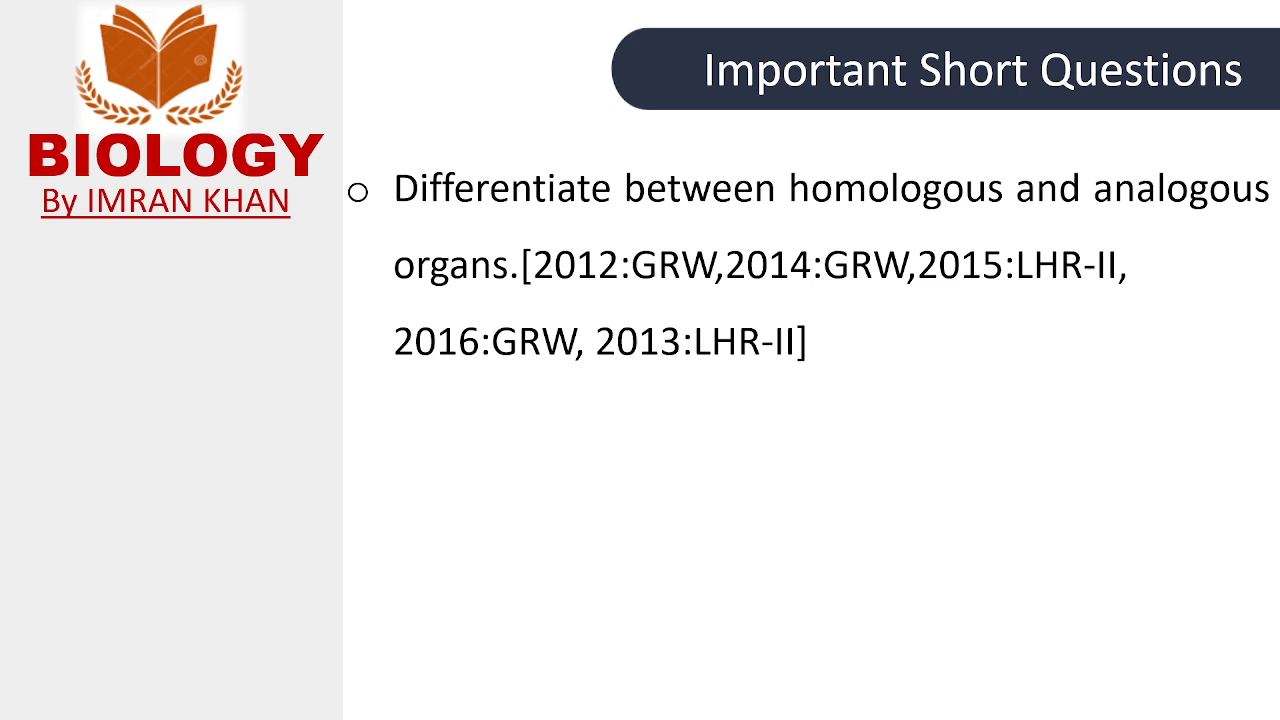 BIOLOGY
By IMRAN KHAN
Important Short Questions
o Differentiate between homologous and analogous
organs.[2012:GRW,2014:GRW,2015:LHR-II,
2016:GRW, 2013:LHR-II]